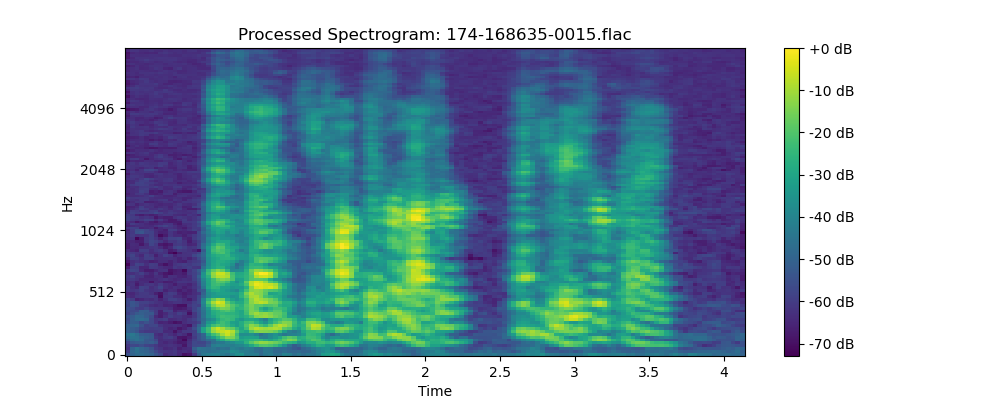 Processed Spectrogram: 174-168635-0015.flac
Hz
4096
2048
1024
512
0
0
0.5
1
1.5
2
2.5
3
3.5
4
Time
+0 dB
-10 dB
-20 dB
-30 dB
-40 dB
-50 dB
-60 dB
-70 dB